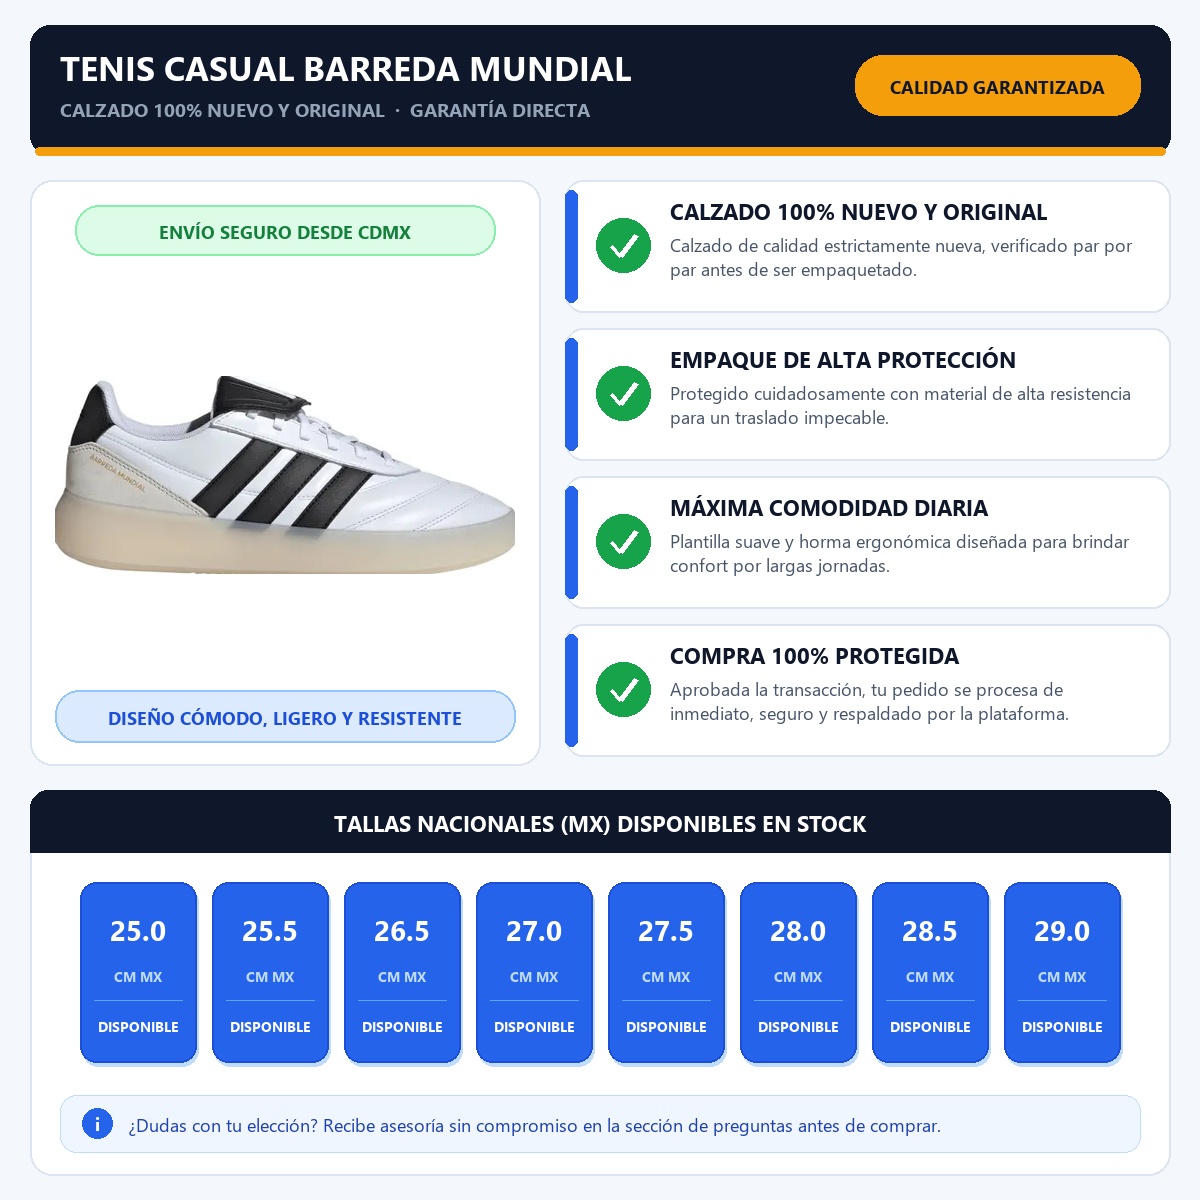 TENIS CASUAL BARREDA MUNDIAL
CALZADO 100% NUEVO Y ORIGINAL · GARANTÍA DIRECTA
CALIDAD GARANTIZADA
ENVÍO SEGURO DESDE CDMX
BARREDA MUNDIAL
DISEÑO CÓMODO, LIGERO Y RESISTENTE
CALZADO 100% NUEVO Y ORIGINAL
Calzado de calidad estrictamente nueva, verificado par por
par antes de ser empaquetado.
EMPAQUE DE ALTA PROTECCIÓN
Protegido cuidadosamente con material de alta resistencia
para un traslado impecable.
MÁXIMA COMODIDAD DIARIA
Plantilla suave y horma ergonómica diseñada para brindar
confort por largas jornadas.
COMPRA 100% PROTEGIDA
Aprobada la transacción, tu pedido se procesa de
inmediato, seguro y respaldado por la plataforma.
TALLAS NACIONALES (MX) DISPONIBLES EN STOCK
25.0 25.5 26.5 27.0 27.5 28.0 28.5 29.0
CM MX CM MX CM MX CM MX CM MX CM MX CM MX CM MX
DISPONIBLE DISPONIBLE DISPONIBLE DISPONIBLE DISPONIBLE DISPONIBLE DISPONIBLE DISPONIBLE
¿Dudas con tu elección? Recibe asesoría sin compromiso en la sección de preguntas antes de comprar.